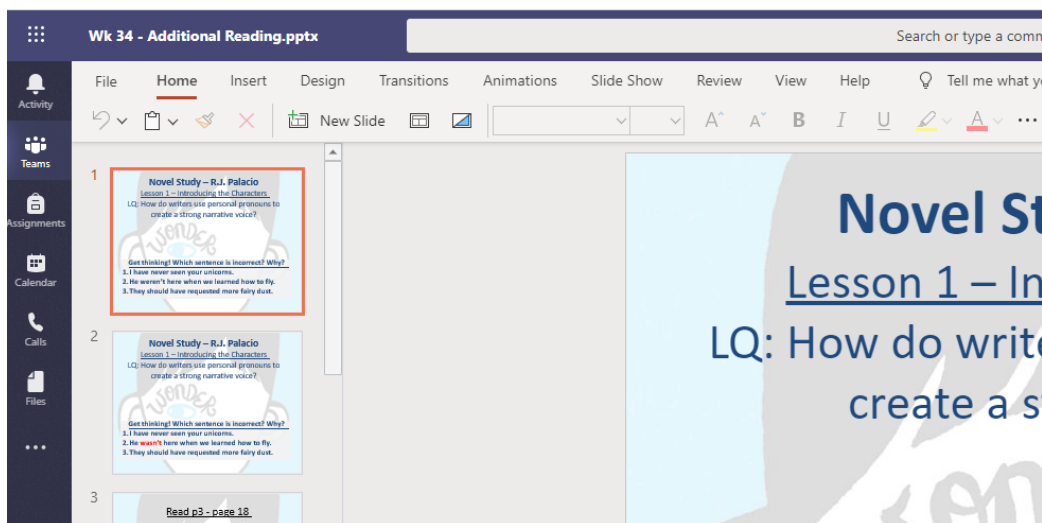 Wk 34 - Additional Reading.pptx
Search or type a comm
Activity
Teams
Assignments
Calendar
Calls
Files
File Home Insert Design Transitions Animations Slide Show Review View Help Tell me what yo
New Slide A A B I U A
1
Novel Study – R.J. Palacio
Lesson 1 – Introducing the Characters
LQ: How do writers use personal pronouns to
create a strong narrative voice?
WONDER
Get thinking! Which sentence is incorrect? Why?
1. I have never seen your unicorns.
2. He weren't here when we learned how to fly.
3. They should have requested more fairy dust.
2
Novel Study – R.J. Palacio
Lesson 1 – Introducing the Characters
LQ: How do writers use personal pronouns to
create a strong narrative voice?
WONDER
Get thinking! Which sentence is incorrect? Why?
1. I have never seen your unicorns.
2. He wasn't here when we learned how to fly.
3. They should have requested more fairy dust.
3
Read p3 - page 18
Novel St
Lesson 1 – In
LQ: How do write
create a s